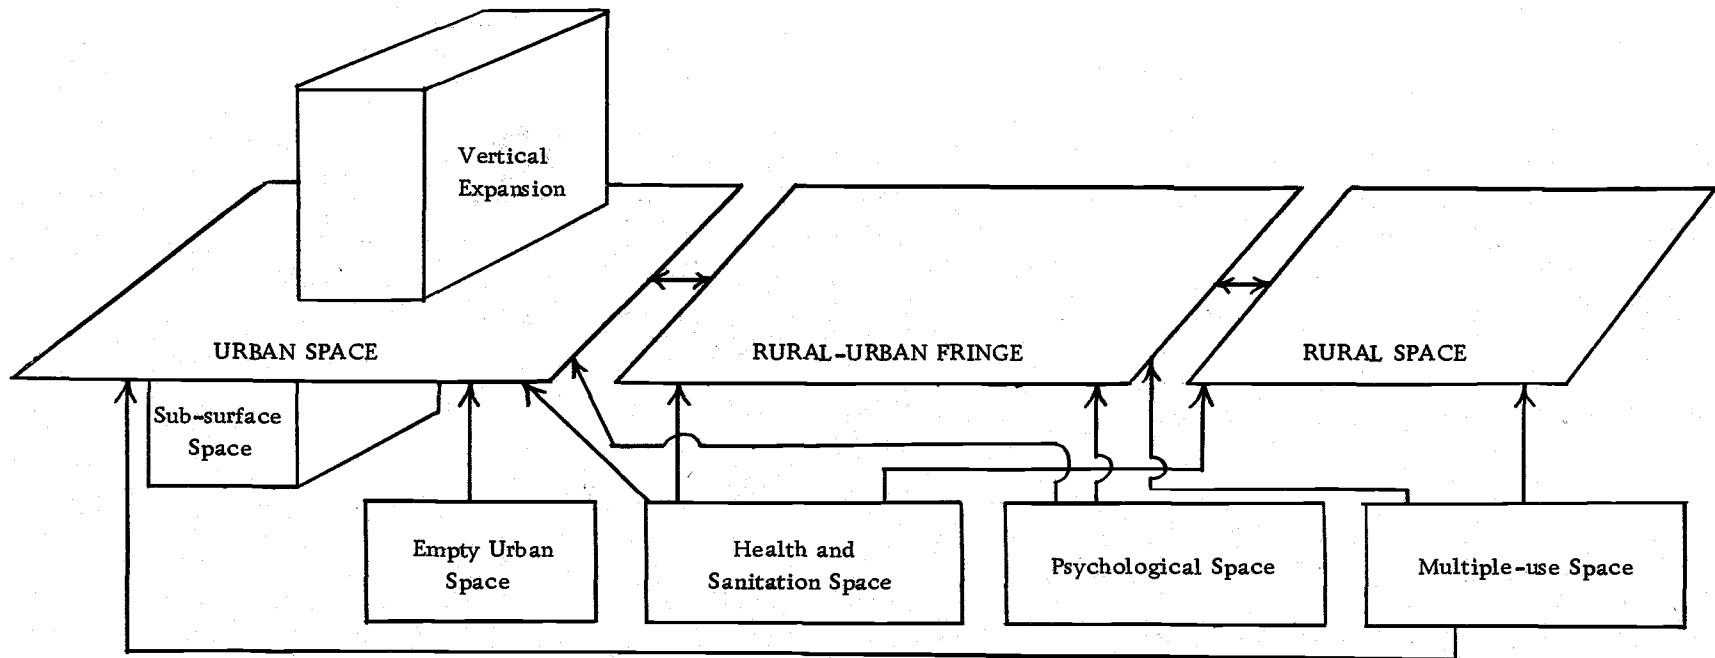 Vertical
Expansion
URBAN SPACE
RURAL-URBAN FRINGE
RURAL SPACE
Sub-surface
Space
Empty Urban
Space
Health and
Sanitation Space
Psychological Space
Multiple-use Space